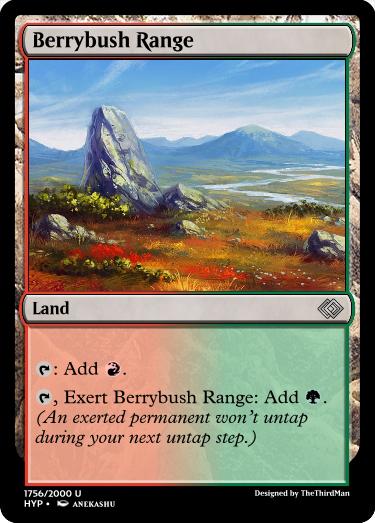 Berrybush Range
Land
: Add .
, Exert Berrybush Range: Add .
(An exerted permanent won't untap
during your next untap step.)
1756/2000 U
Designed by TheThirdMan
HYP • ANEKASHU